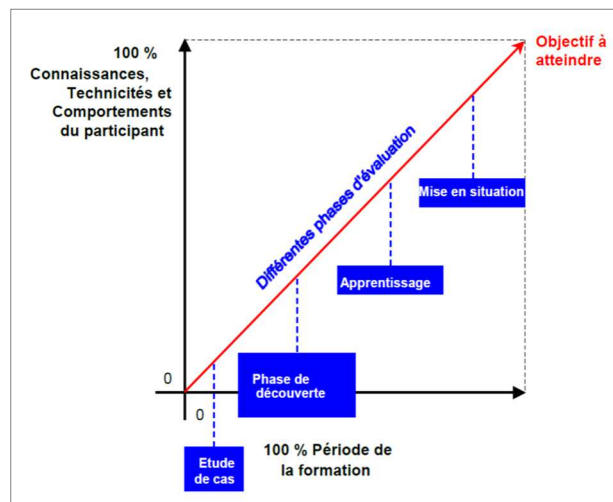 100 %
Connaissances,
Technicités et
Comportements
du participant
Objectif à
atteindre
Différentes phases d'évaluation
Mise en situation
Apprentissage
Phase de
découverte
0
0
Etude
de cas
100 % Période de
la formation